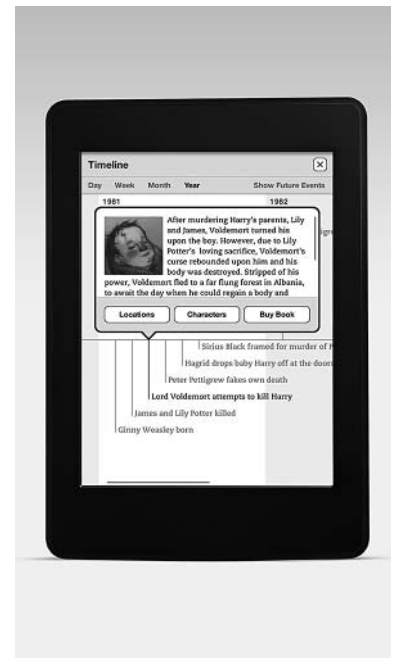 Timeline
Day Week Month Year Show Future Events
1981 1982
After murdering Harry's parents, Lily
and James, Voldemort turned his
upon the boy. However, due to Lily
Potter's loving sacrifice, Voldemort's
curse rebounded upon him and his
body was destroyed. Stripped of his
power, Voldemort fled to a far flung forest in Albania,
to await the day when he could regain a body and
Locations Characters Buy Book
Sirius Black framed for murder of P
Hagrid drops baby Harry off at the door
Peter Pettigrew fakes own death
Lord Voldemort attempts to kill Harry
James and Lily Potter killed
Ginny Weasley born